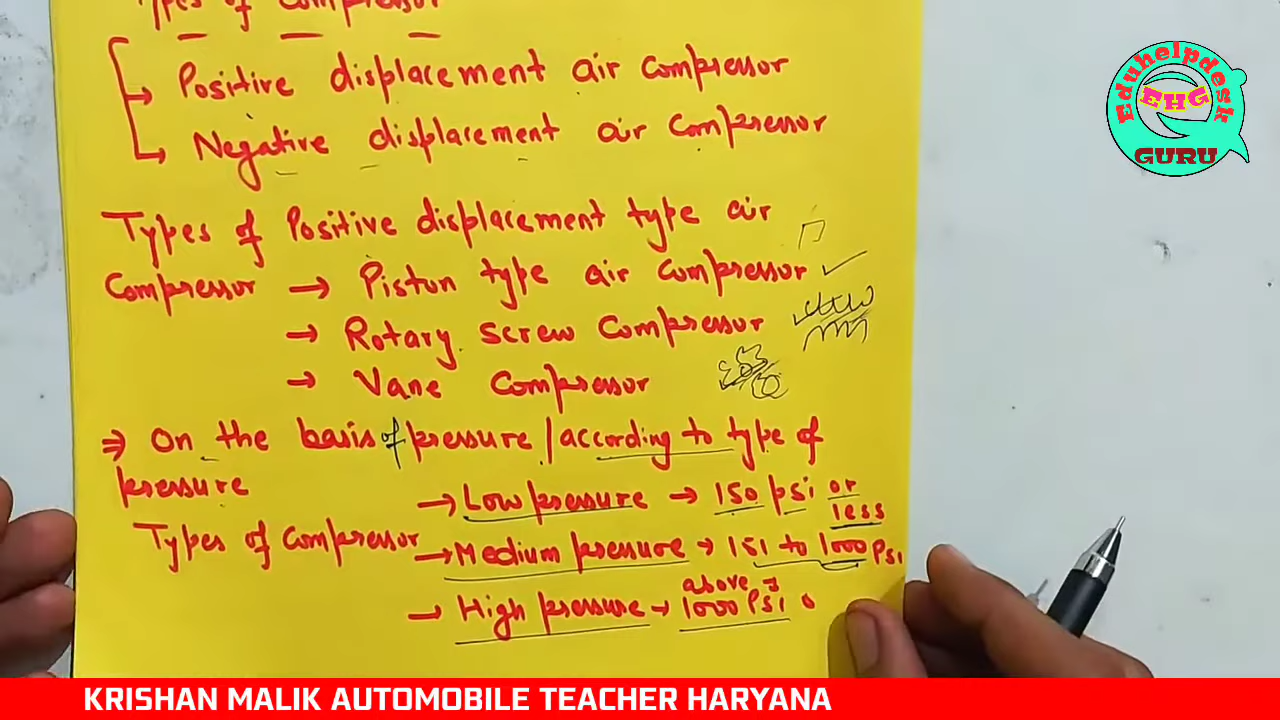 Types of Compressor
Positive displacement air compressor
Negative displacement air compressor
Types of Positive displacement type air
Compressor → Piston type air compressor
→ Rotary screw compressor
→ Vane compressor
⇒ On the basis of pressure / according to type of
pressure
→ Low pressure → 150 psi or
less
Types of compressor
→ Medium pressure → 151 to 1000 Psi
above
→ High pressure → 1000 Psi
Eduhelpdesk
EHG
GURU
KRISHAN MALIK AUTOMOBILE TEACHER HARYANA